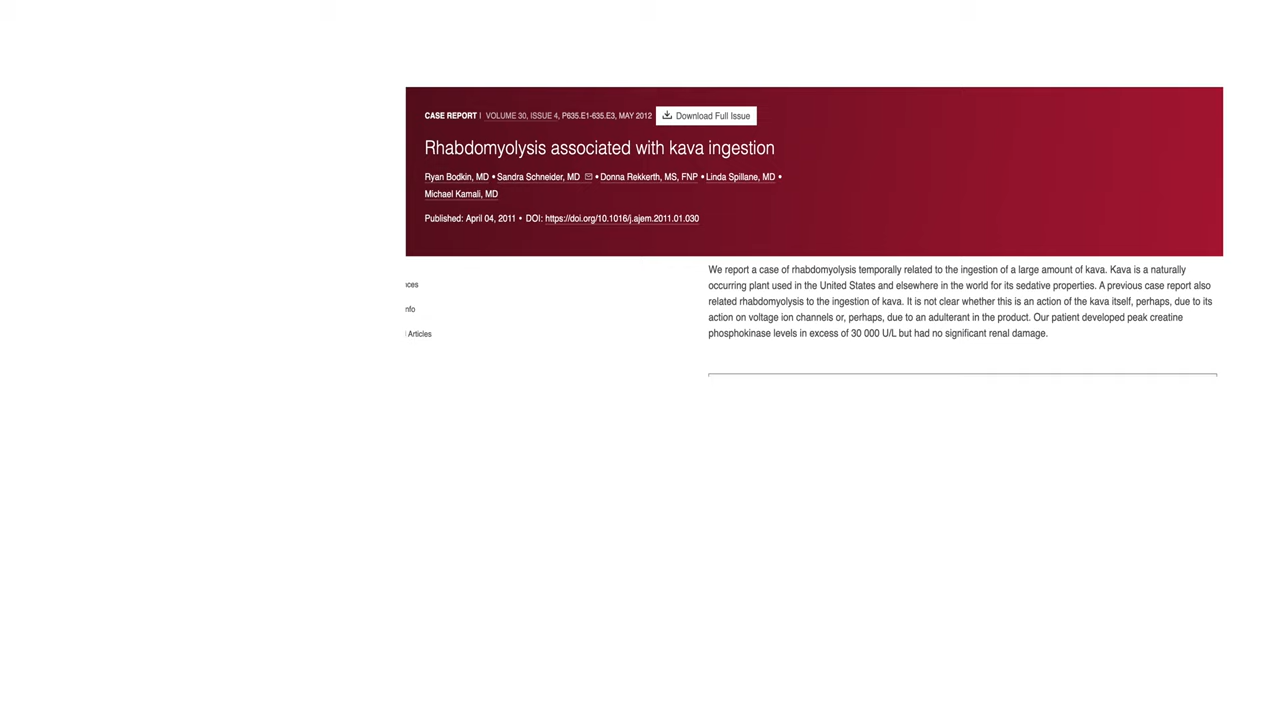 CASE REPORT | VOLUME 30, ISSUE 4, P635.E1-635.E3, MAY 2012 Download Full Issue
Rhabdomyolysis associated with kava ingestion
Ryan Bodkin, MD • Sandra Schneider, MD • Donna Rekkerth, MS, FNP • Linda Spillane, MD •
Michael Kamali, MD
Published: April 04, 2011 • DOI: https://doi.org/10.1016/j.ajem.2011.01.030
We report a case of rhabdomyolysis temporally related to the ingestion of a large amount of kava. Kava is a naturally
occurring plant used in the United States and elsewhere in the world for its sedative properties. A previous case report also
related rhabdomyolysis to the ingestion of kava. It is not clear whether this is an action of the kava itself, perhaps, due to its
action on voltage ion channels or, perhaps, due to an adulterant in the product. Our patient developed peak creatine
phosphokinase levels in excess of 30 000 U/L but had no significant renal damage.
Articles